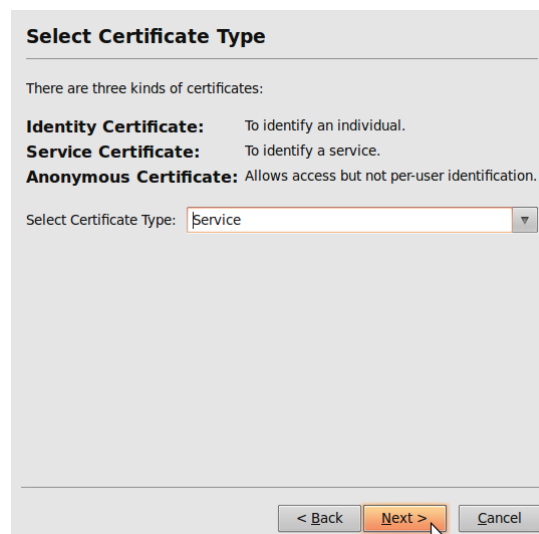 Select Certificate Type
There are three kinds of certificates:
Identity Certificate: To identify an individual.
Service Certificate: To identify a service.
Anonymous Certificate: Allows access but not per-user identification.
Select Certificate Type: Service
< Back Next > Cancel